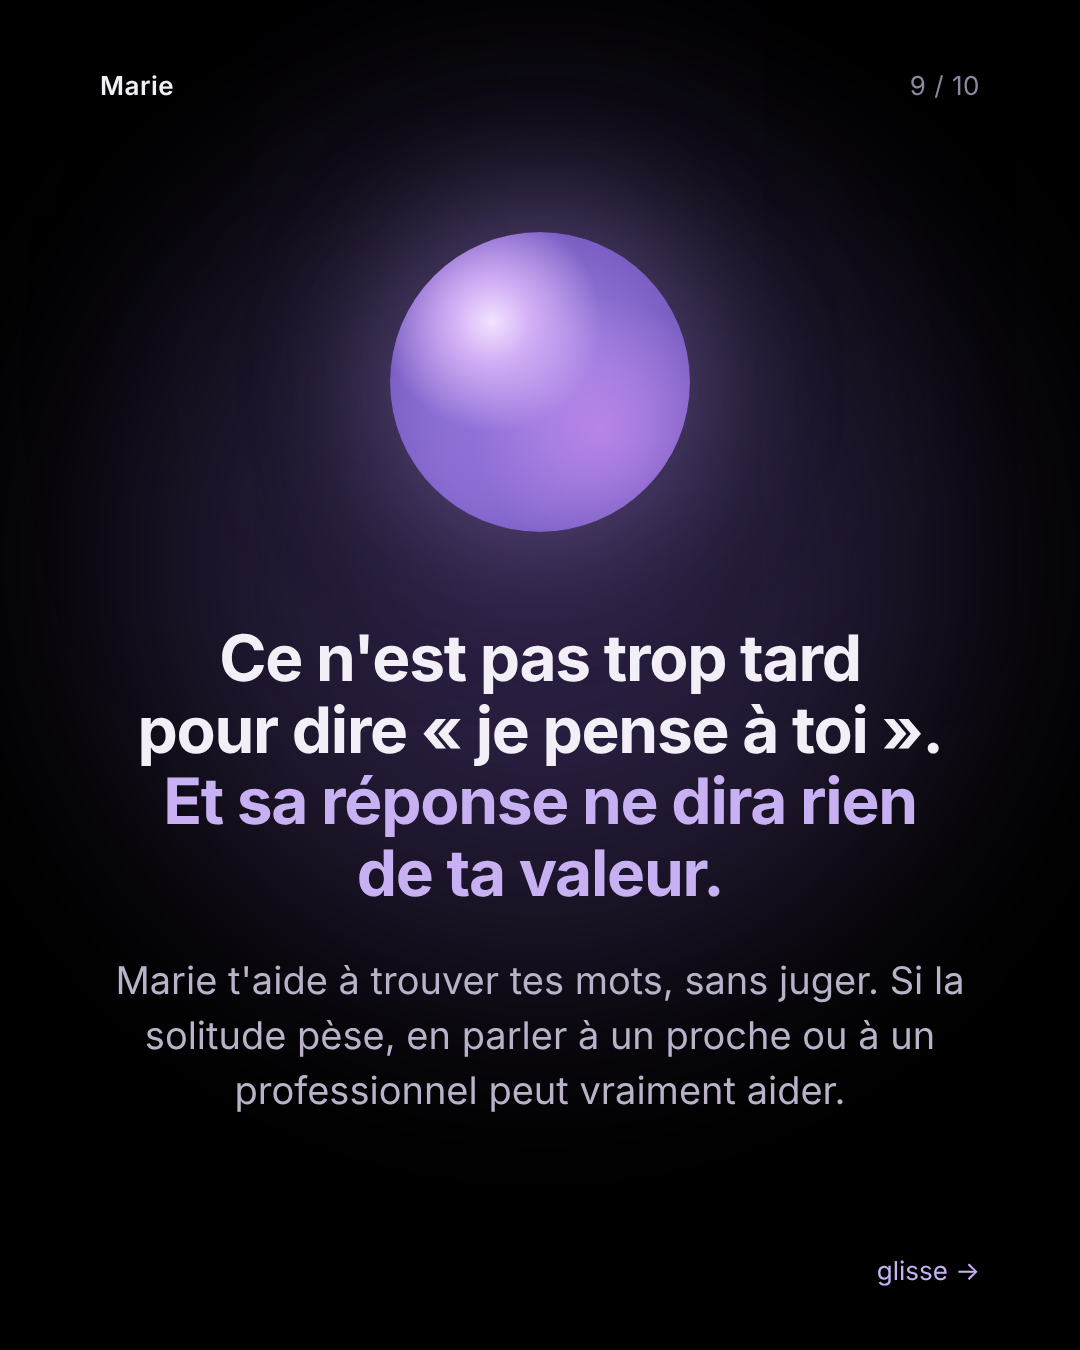 Marie
9 / 10
Ce n'est pas trop tard
pour dire « je pense à toi ».
Et sa réponse ne dira rien
de ta valeur.
Marie t'aide à trouver tes mots, sans juger. Si la
solitude pèse, en parler à un proche ou à un
professionnel peut vraiment aider.
glisse →